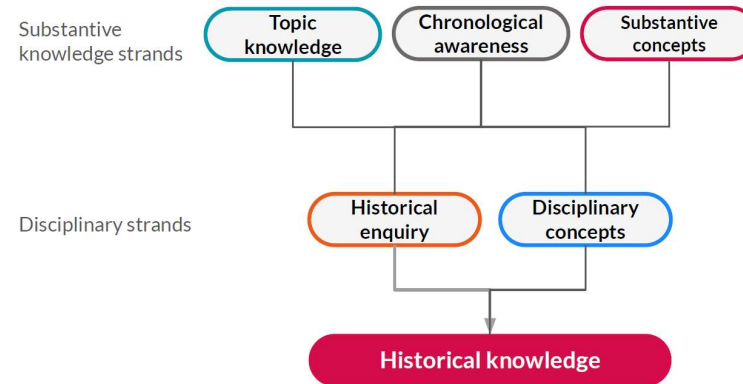 Substantive
knowledge strands
Topic
knowledge
Chronological
awareness
Substantive
concepts
Disciplinary strands
Historical
enquiry
Disciplinary
concepts
Historical knowledge